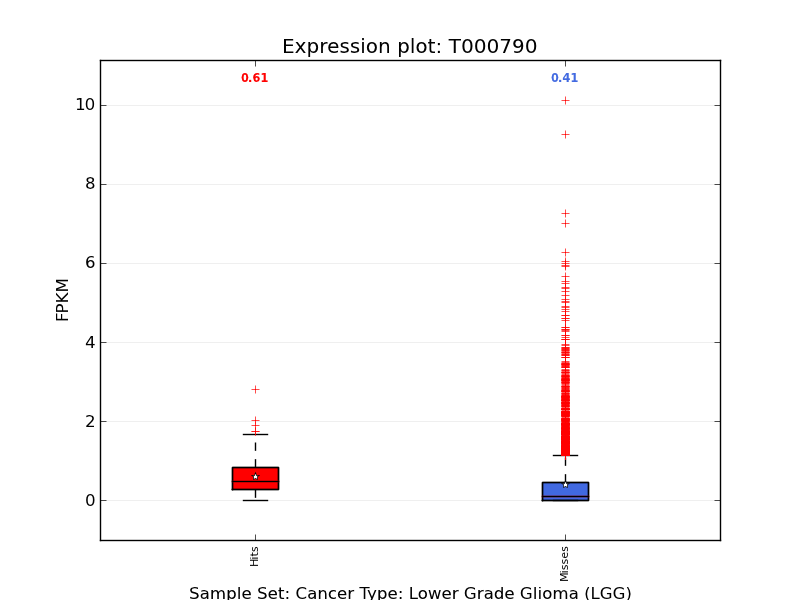 Expression plot: T000790
0.61
0.41
10
8
6
4
2
0
FPKM
Hits
Misses
Sample Set: Cancer Type: Lower Grade Glioma (LGG)